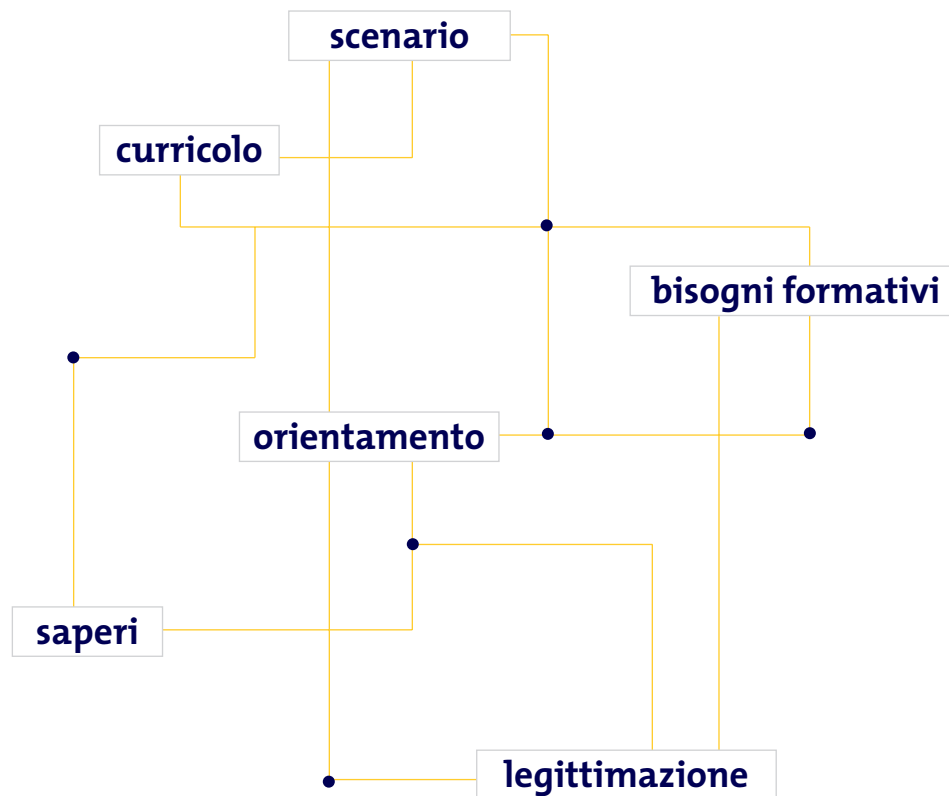 scenario
curricolo
bisogni formativi
orientamento
saperi
legittimazione